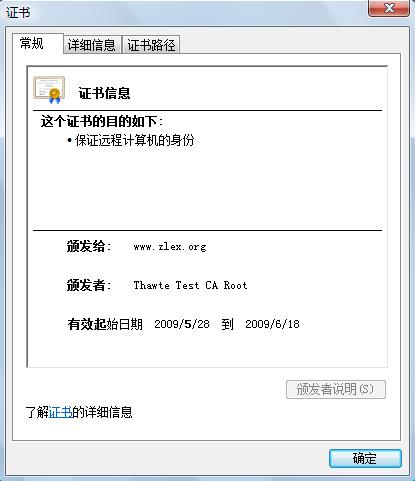 证书
常规 详细信息 证书路径
证书信息
这个证书的目的如下:
• 保证远程计算机的身份
颁发给: www.zlex.org
颁发者: Thawte Test CA Root
有效起始日期 2009/5/28 到 2009/6/18
颁发者说明(S)
了解证书的详细信息
确定